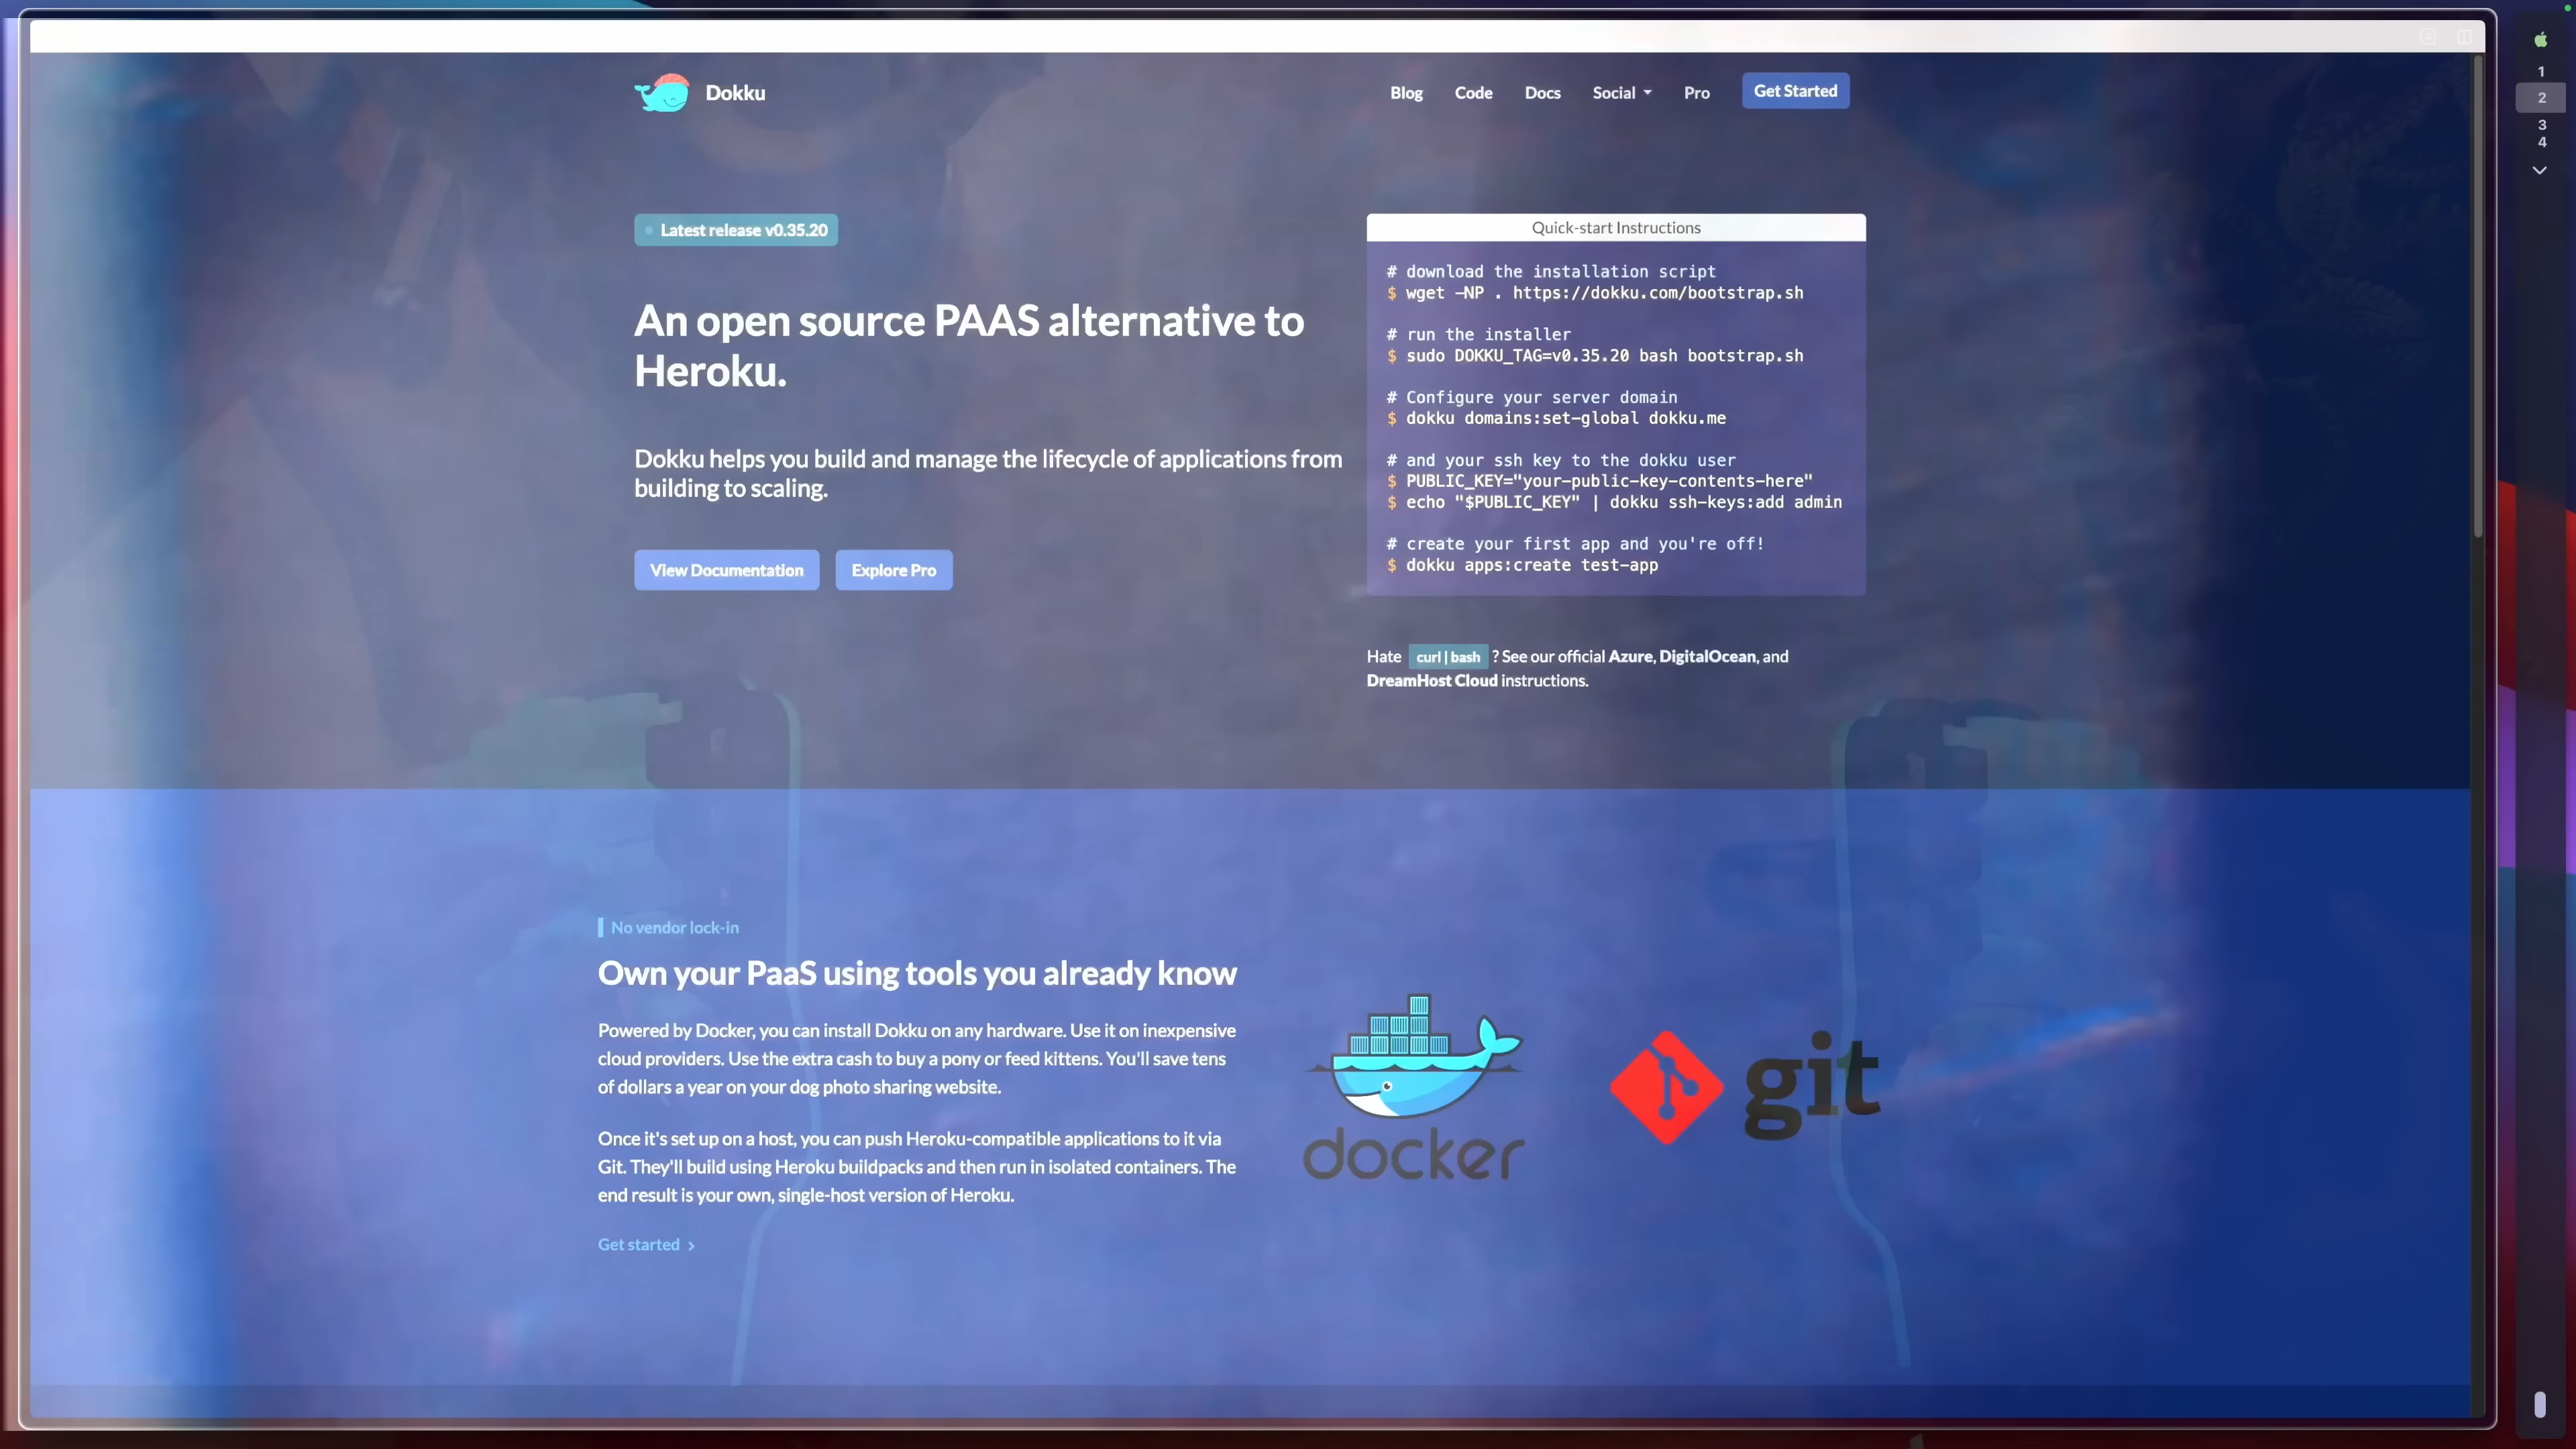 Dokku
Blog
Code
Docs
Social
Pro
Get Started
1
2
3
4
Latest release v0.35.20
An open source PAAS alternative to
Heroku.
Dokku helps you build and manage the lifecycle of applications from
building to scaling.
View Documentation
Explore Pro
Quick-start Instructions
# download the installation script
$ wget -NP . https://dokku.com/bootstrap.sh
# run the installer
$ sudo DOKKU_TAG=v0.35.20 bash bootstrap.sh
# Configure your server domain
$ dokku domains:set-global dokku.me
# and your ssh key to the dokku user
$ PUBLIC_KEY="your-public-key-contents-here"
$ echo "$PUBLIC_KEY" | dokku ssh-keys:add admin
# create your first app and you're off!
$ dokku apps:create test-app
Hate curl | bash ? See our official Azure, DigitalOcean, and
DreamHost Cloud instructions.
No vendor lock-in
Own your PaaS using tools you already know
Powered by Docker, you can install Dokku on any hardware. Use it on inexpensive
cloud providers. Use the extra cash to buy a pony or feed kittens. You'll save tens
of dollars a year on your dog photo sharing website.
Once it's set up on a host, you can push Heroku-compatible applications to it via
Git. They'll build using Heroku buildpacks and then run in isolated containers. The
end result is your own, single-host version of Heroku.
Get started
docker
git